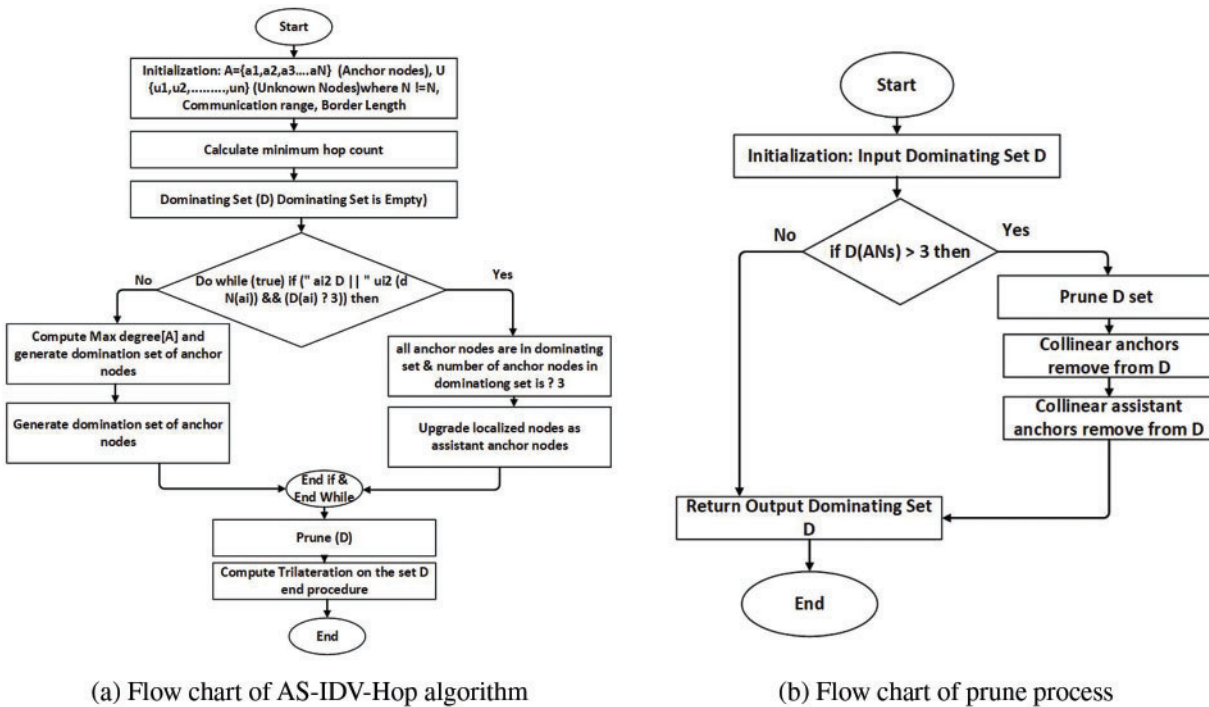 Start
Initialization: A={a1,a2,a3....aN} (Anchor nodes), U
{u1,u2,..........,un} (Unknown Nodes)where N !=N,
Communication range, Border Length
Calculate minimum hop count
Dominating Set (D) Dominating Set is Empty)
No
Do while (true) if (" ai2 D || " ui2 (d
N(ai)) && (D(ai) ? 3)) then
Yes
Compute Max degree[A] and
generate domination set of anchor
nodes
all anchor nodes are in dominating
set & number of anchor nodes in
dominationg set is ? 3
Generate domination set of anchor
nodes
Upgrade localized nodes as
assistant anchor nodes
End if &
End While
Prune (D)
Compute Trilateration on the set D
end procedure
End
(a) Flow chart of AS-IDV-Hop algorithm
Start
Initialization: Input Dominating Set D
No
if D(ANs) > 3 then
Yes
Prune D set
Collinear anchors
remove from D
Collinear assistant
anchors remove from D
Return Output Dominating Set
D
End
(b) Flow chart of prune process